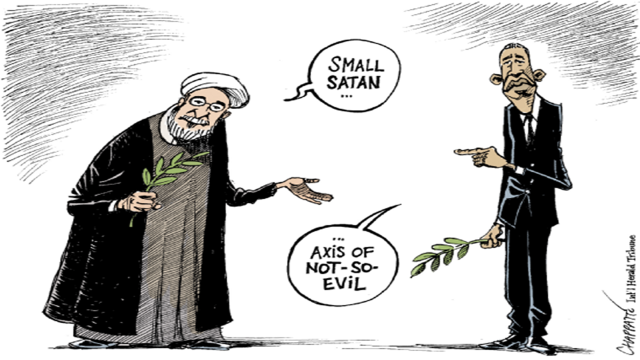 SMALL
SATAN
...
...
AXIS OF
NOT-SO-
EVIL
CHAPPATTE
Int'l Herald Tribune